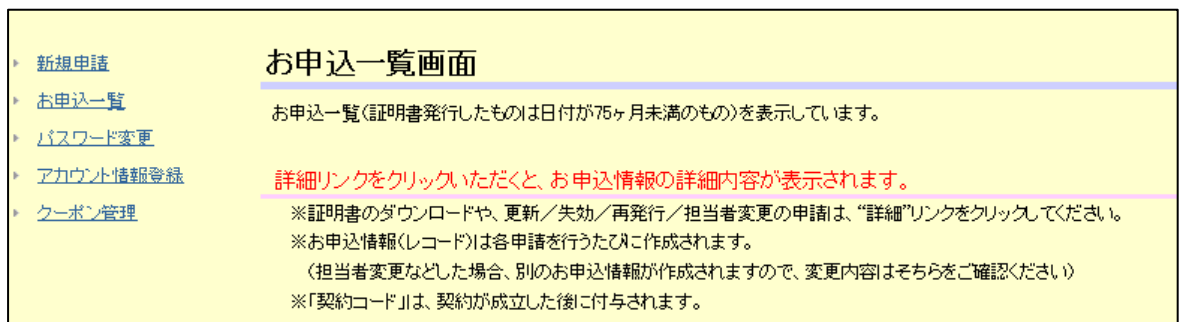 新規申請
お申込一覧
パスワード変更
アカウント情報登録
クーポン管理
お申込一覧画面
お申込一覧(証明書発行したものは日付が75ヶ月未満のもの)を表示しています。
詳細リンクをクリックいただくと、お申込情報の詳細内容が表示されます。
※証明書のダウンロードや、更新／失効／再発行／担当者変更の申請は、“詳細”リンクをクリックしてください。
※お申込情報(レコード)は各申請を行うたびに作成されます。
（担当者変更などした場合、別のお申込情報が作成されますので、変更内容はそちらをご確認ください）
※「契約コード」は、契約が成立した後に付与されます。